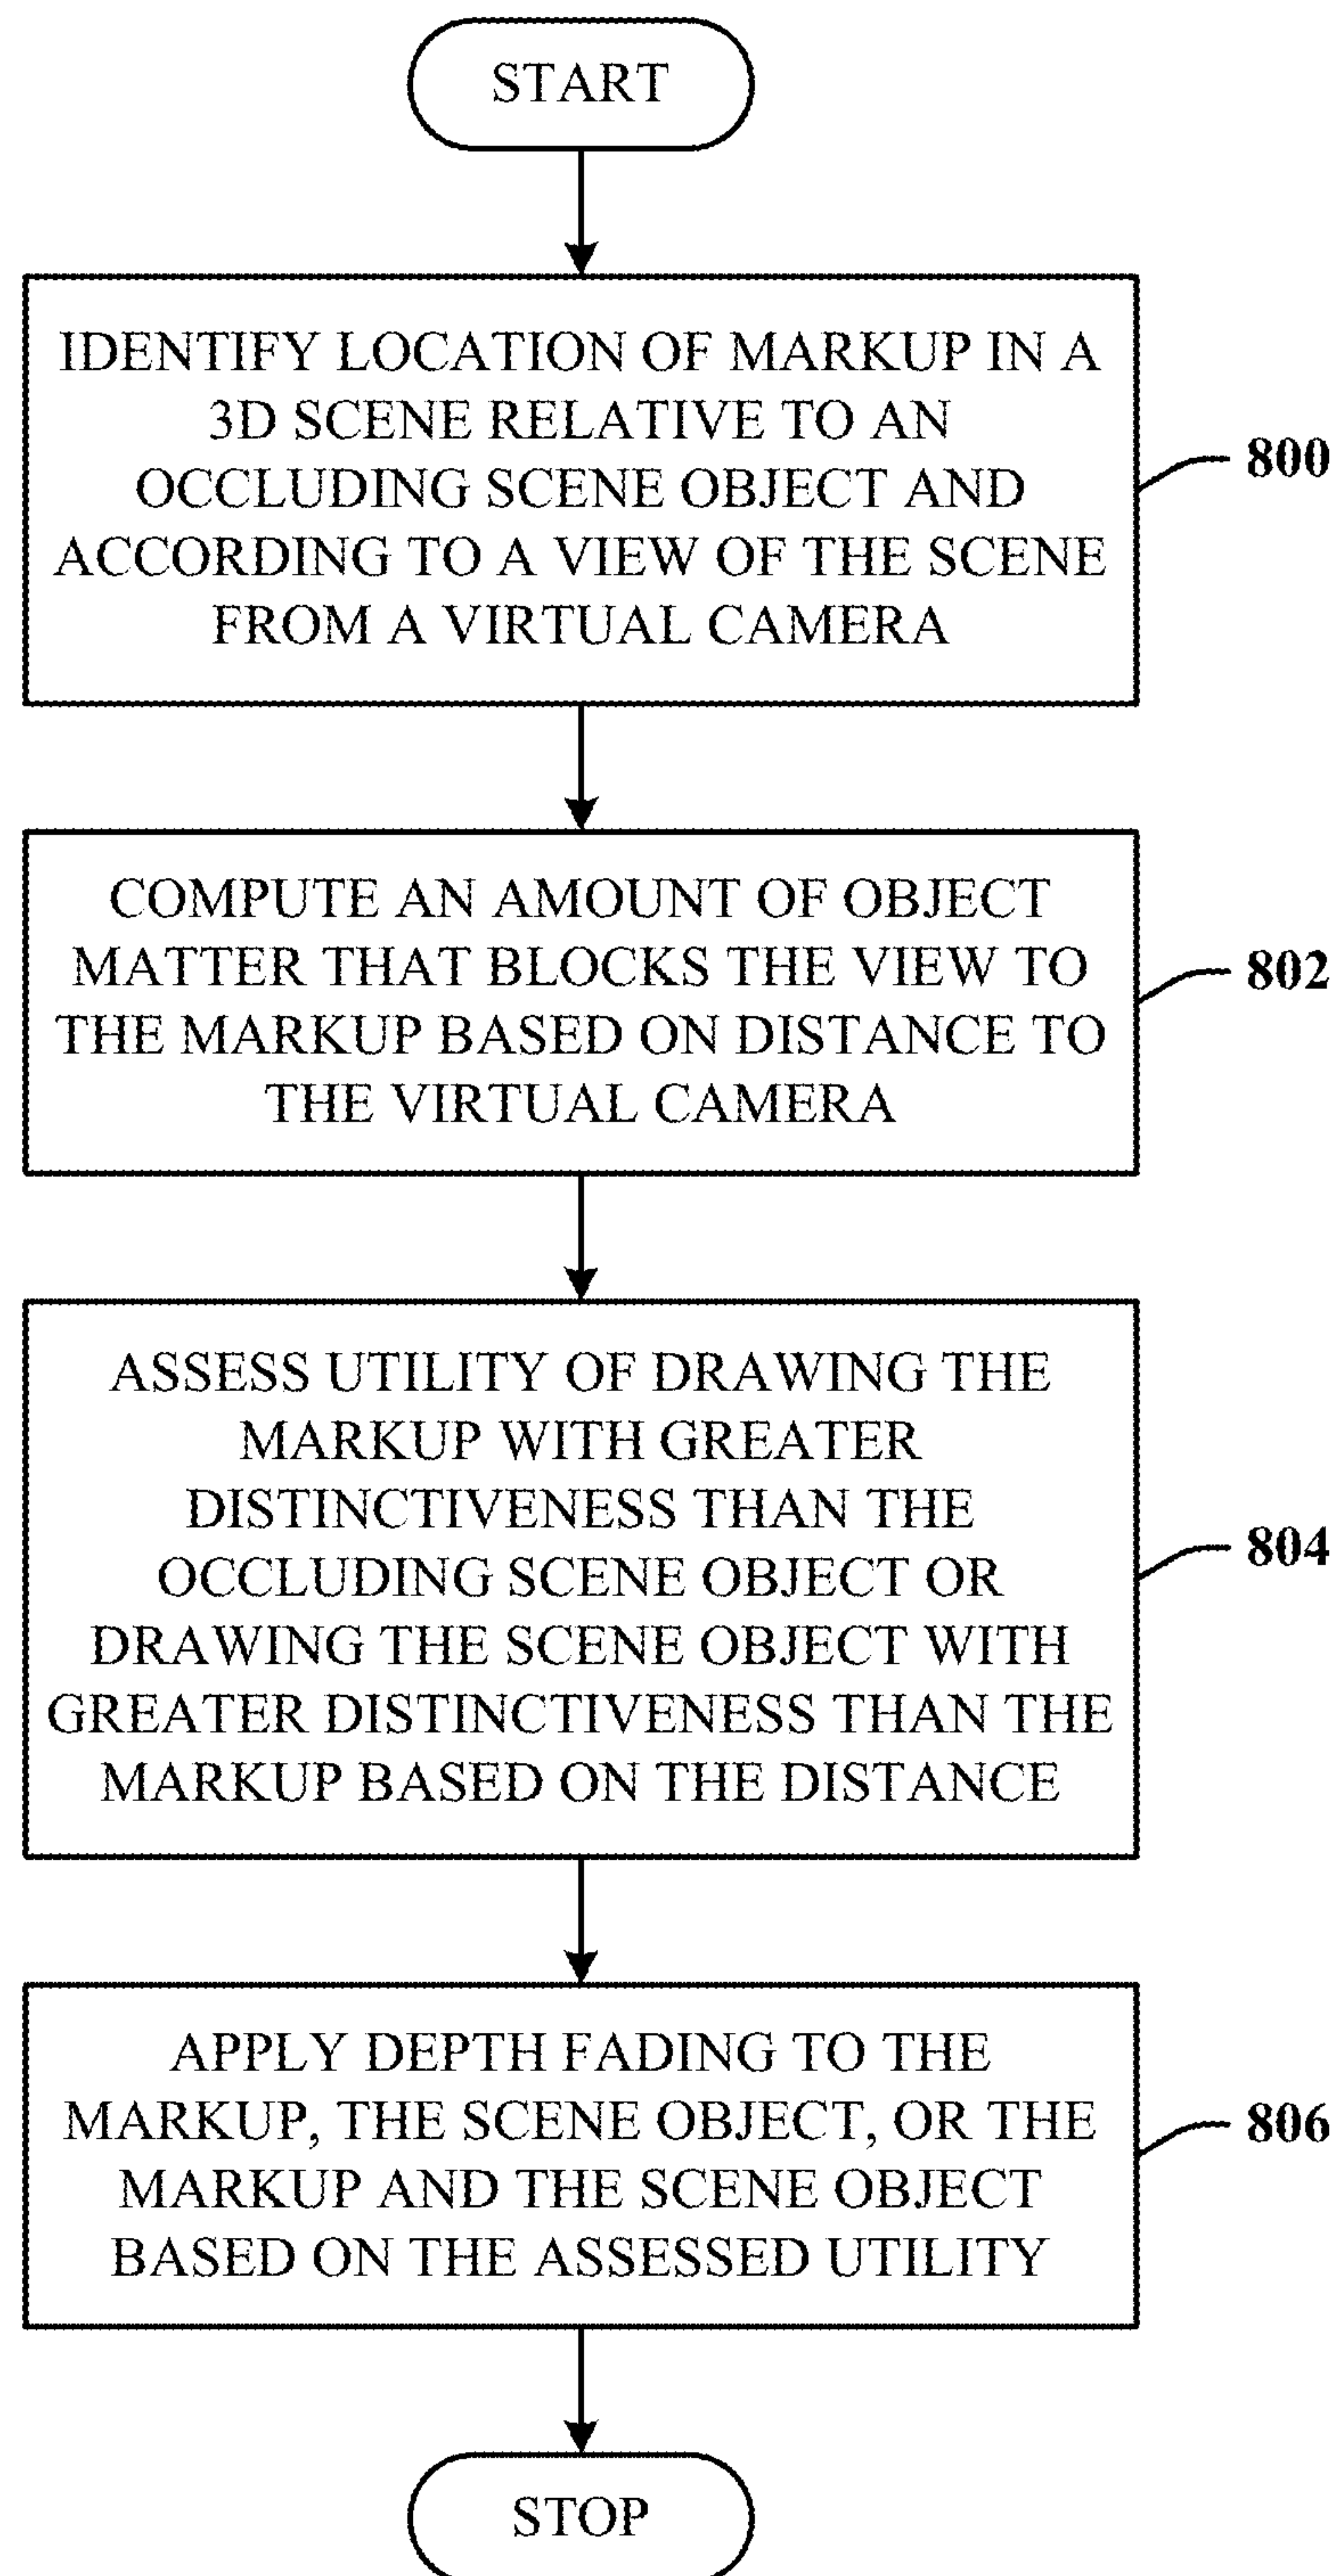 START
IDENTIFY LOCATION OF MARKUP IN A
3D SCENE RELATIVE TO AN
OCCLUDING SCENE OBJECT AND
ACCORDING TO A VIEW OF THE SCENE
FROM A VIRTUAL CAMERA
800
COMPUTE AN AMOUNT OF OBJECT
MATTER THAT BLOCKS THE VIEW TO
THE MARKUP BASED ON DISTANCE TO
THE VIRTUAL CAMERA
802
ASSESS UTILITY OF DRAWING THE
MARKUP WITH GREATER
DISTINCTIVENESS THAN THE
OCCLUDING SCENE OBJECT OR
DRAWING THE SCENE OBJECT WITH
GREATER DISTINCTIVENESS THAN THE
MARKUP BASED ON THE DISTANCE
804
APPLY DEPTH FADING TO THE
MARKUP, THE SCENE OBJECT, OR THE
MARKUP AND THE SCENE OBJECT
BASED ON THE ASSESSED UTILITY
806
STOP